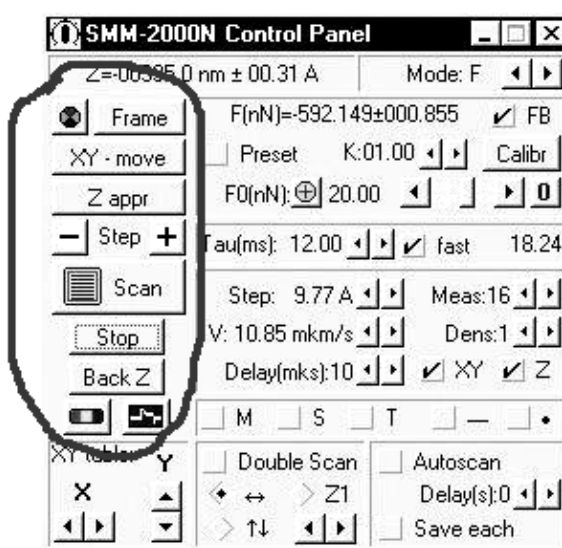 SMM-2000N Control Panel
Z=-00595.0 nm ± 00.31 A Mode: F
Frame F(nN)=-592.149±000.855 FB
XY - move Preset K:01.00 Calibr
Z appr F0(nN): 20.00 0
Step Tau(ms): 12.00 fast 18.24
Scan Step: 9.77 A Meas:16
Stop V: 10.85 mkm/s Dens:1
Back Z Delay(mks):10 XY Z
M S T
XY table: Y Double Scan Autoscan
X Z1 Delay(s):0
Save each